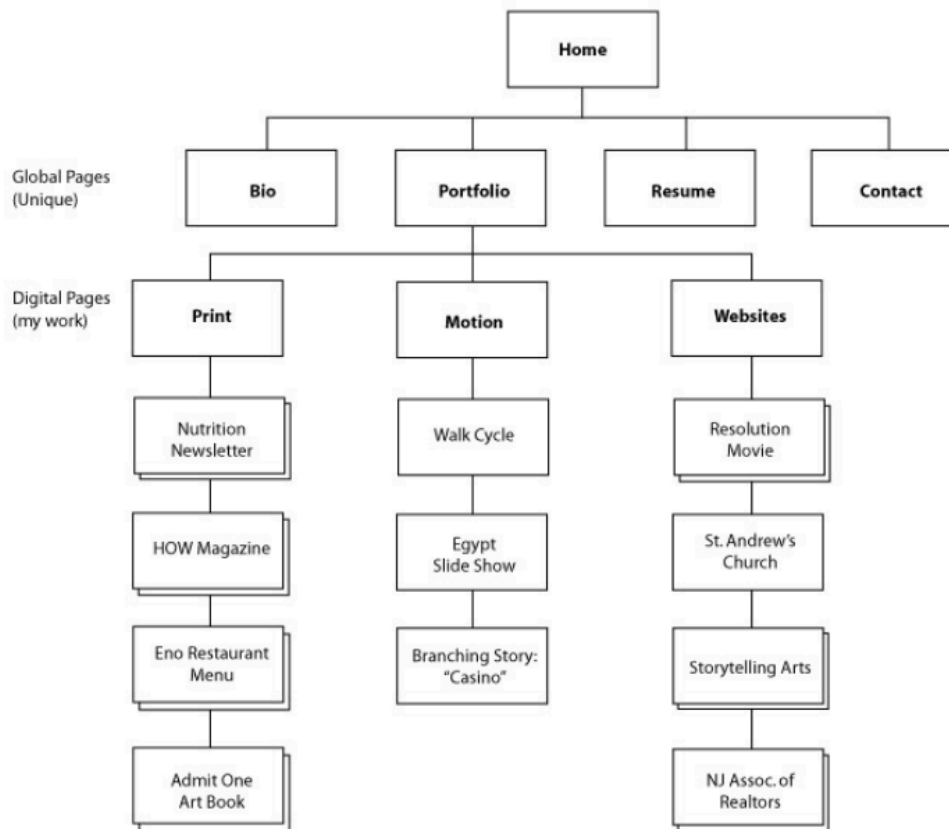 Home
Global Pages
(Unique)
Bio
Portfolio
Resume
Contact
Digital Pages
(my work)
Print
Motion
Websites
Nutrition
Newsletter
Walk Cycle
Resolution
Movie
HOW Magazine
Egypt
Slide Show
St. Andrew's
Church
Eno Restaurant
Menu
Branching Story:
"Casino"
Storytelling Arts
Admit One
Art Book
NJ Assoc. of
Realtors